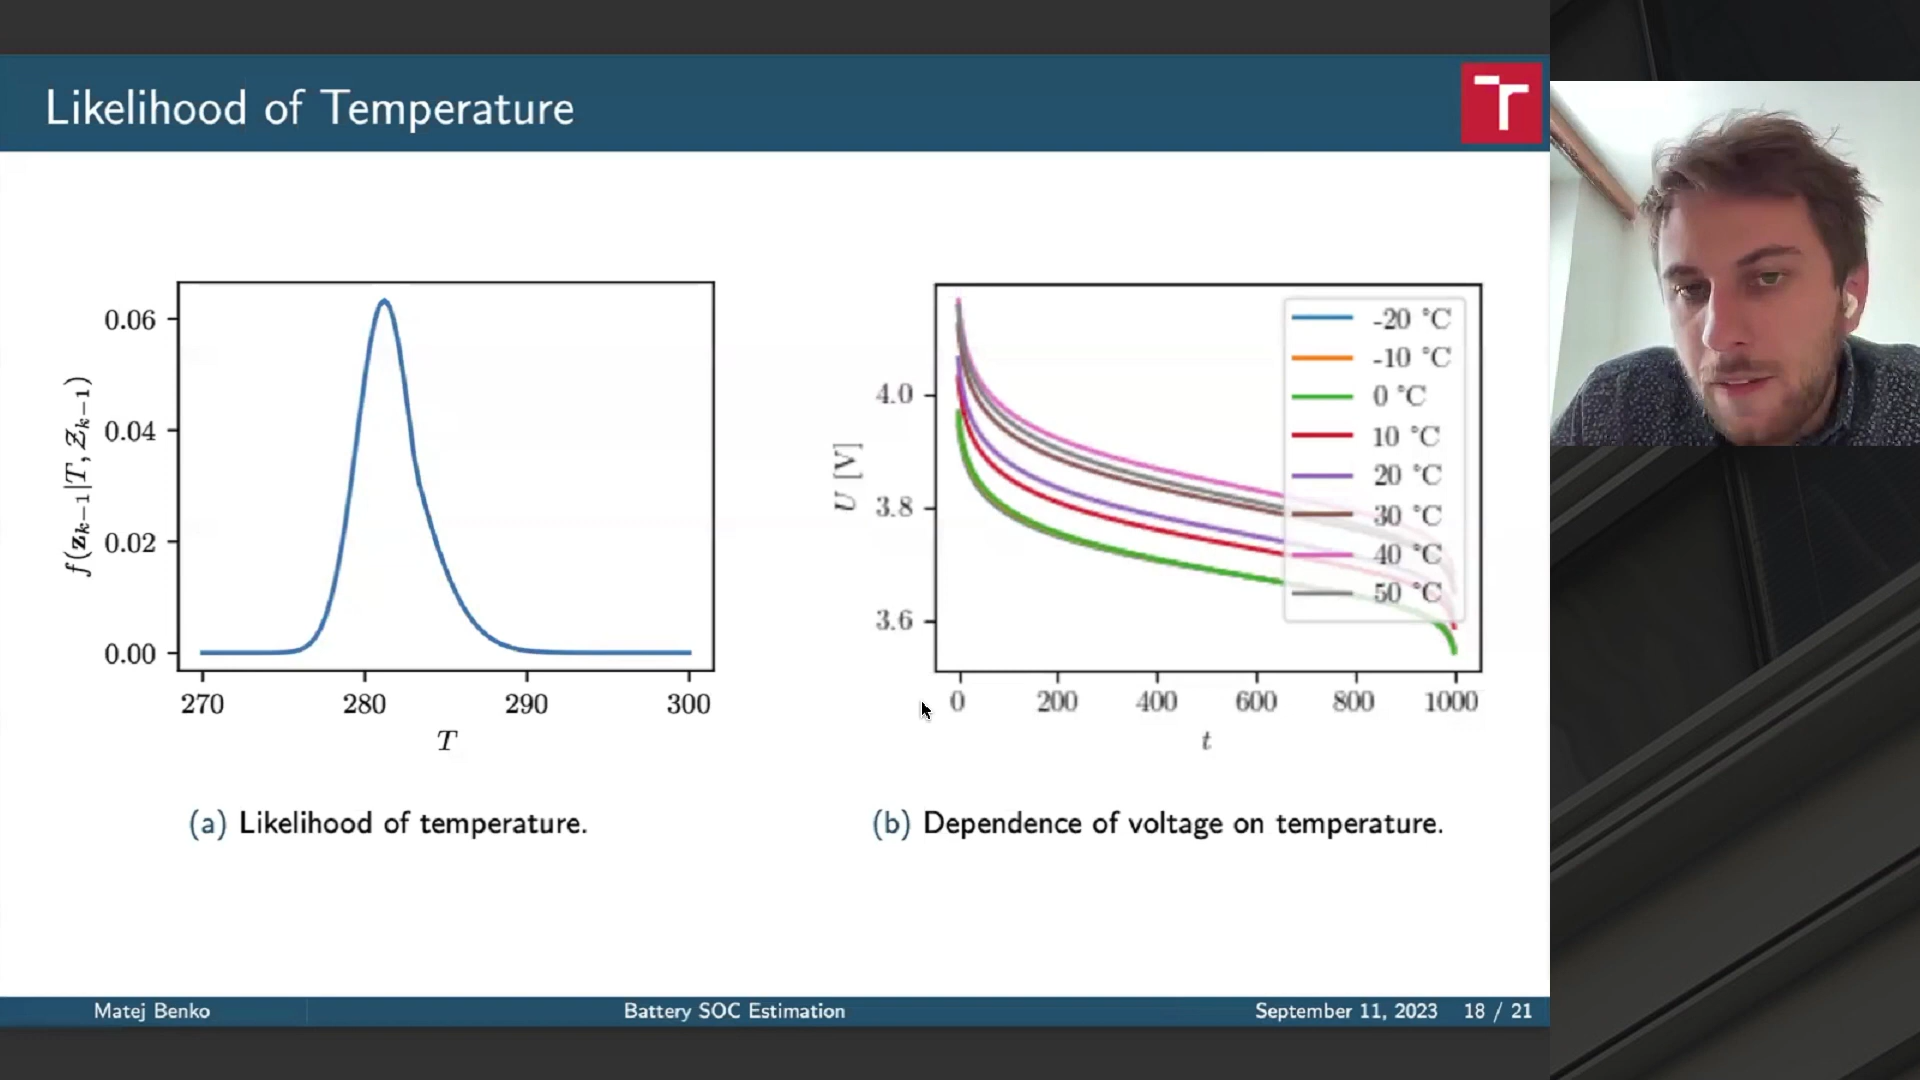 Likelihood of Temperature
0.06
0.04
0.02
0.00
270 280 290 300
T
f(z_{k−1}|T, Z_{k−1})
(a) Likelihood of temperature.
4.0
3.8
3.6
0 200 400 600 800 1000
t
U [V]
-20 °C
-10 °C
0 °C
10 °C
20 °C
30 °C
40 °C
50 °C
(b) Dependence of voltage on temperature.
Matej Benko Battery SOC Estimation September 11, 2023 18 / 21